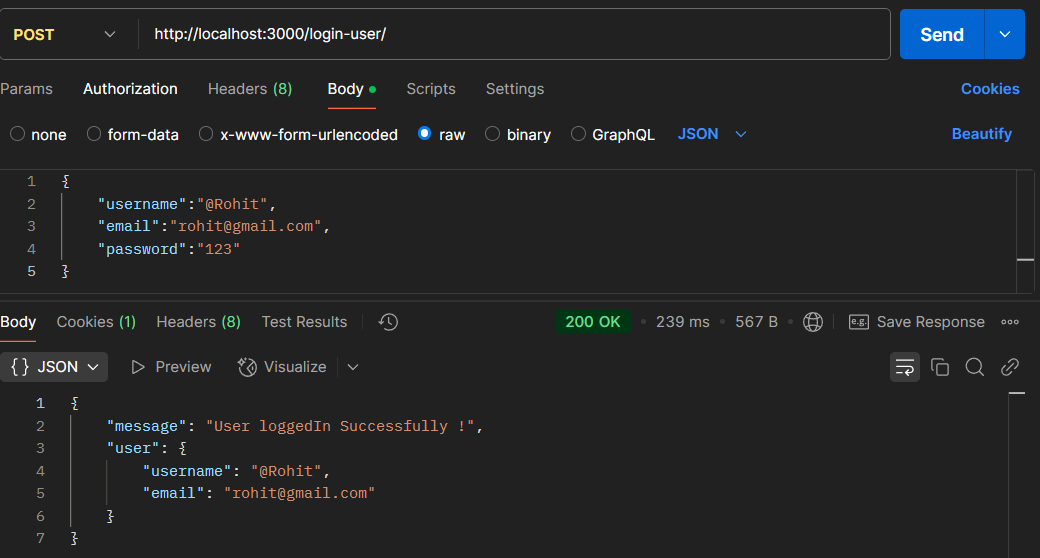 POST http://localhost:3000/login-user/ Send
Params Authorization Headers (8) Body Scripts Settings Cookies
none form-data x-www-form-urlencoded raw binary GraphQL JSON Beautify
1 {
2 "username":"@Rohit",
3 "email":"rohit@gmail.com",
4 "password":"123"
5 }
Body Cookies (1) Headers (8) Test Results 200 OK • 239 ms • 567 B • e.g. Save Response
{} JSON Preview Visualize
1 {
2 "message": "User loggedIn Successfully !",
3 "user": {
4 "username": "@Rohit",
5 "email": "rohit@gmail.com"
6 }
7 }